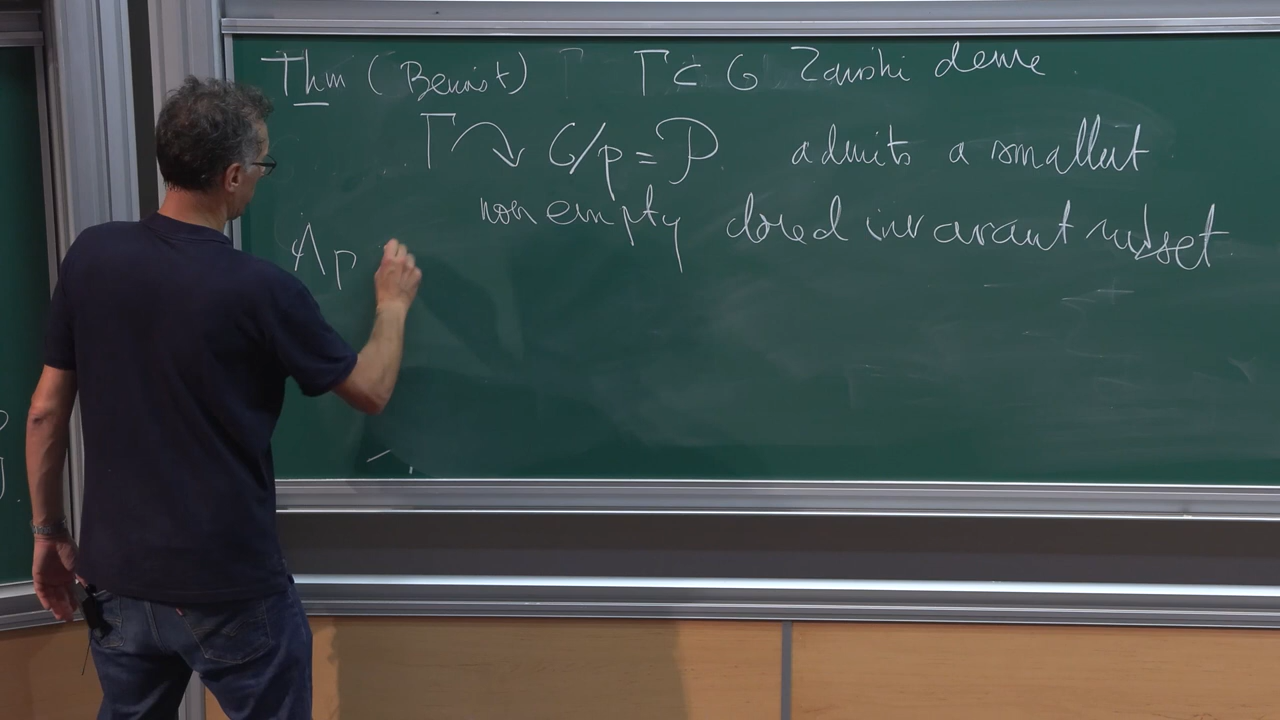 Thm (Benoist) Γ Γ ⊂ G Zariski dense
Γ ↷ G/P = 𝒫 admits a smallest
non empty closed invariant subset
Λ_P